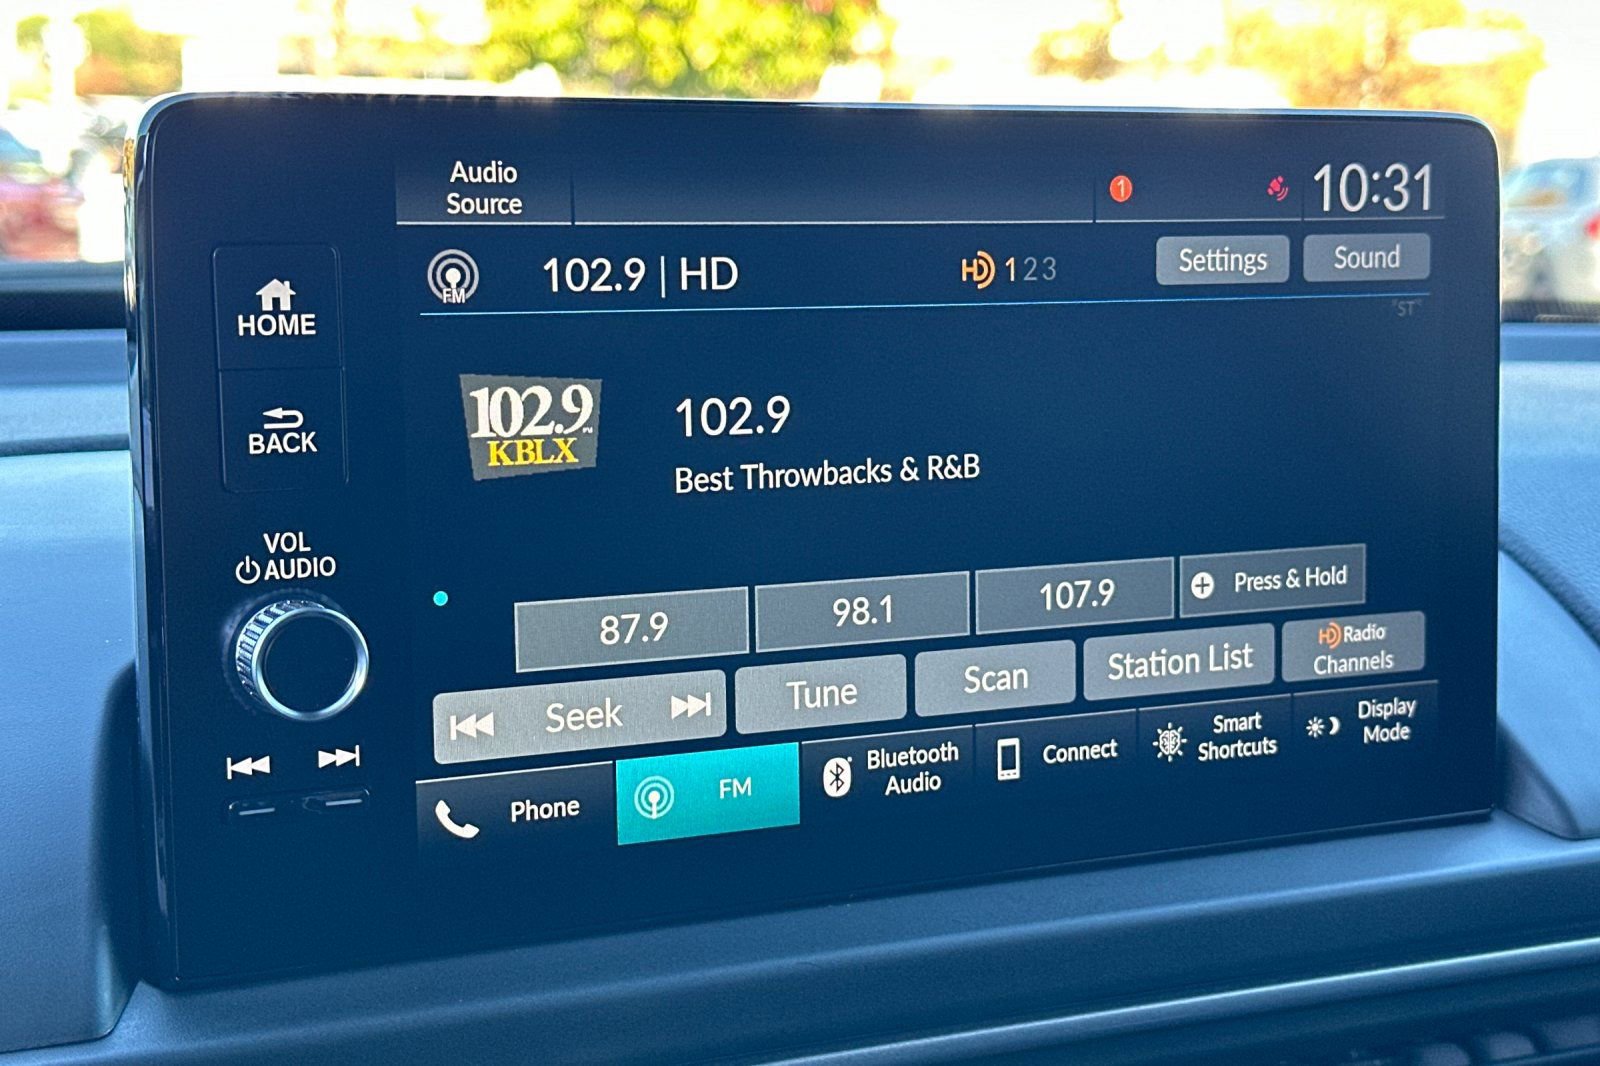 Audio
Source
1
10:31
FM
102.9 | HD
HD 1 2 3
Settings
Sound
"ST"
HOME
BACK
VOL
AUDIO
102.9
KBLX
102.9
Best Throwbacks & R&B
87.9
98.1
107.9
Press & Hold
Seek
Tune
Scan
Station List
HD Radio
Channels
Phone
FM
Bluetooth
Audio
Connect
Smart
Shortcuts
Display
Mode